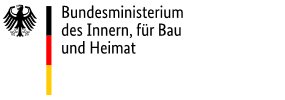 Bundesministerium
des Innern, für Bau
und Heimat